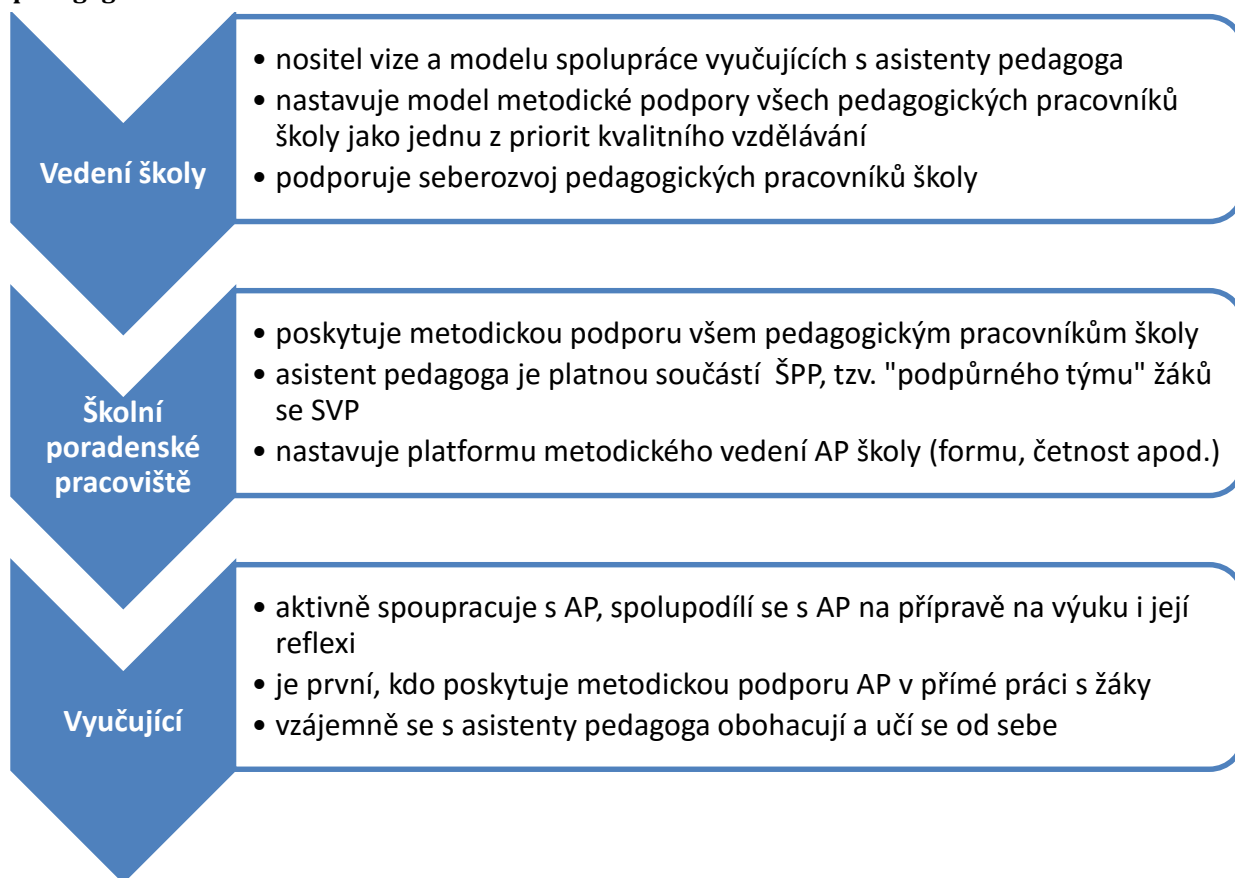 • nositel vize a modelu spolupráce vyučujících s asistenty pedagoga
• nastavuje model metodické podpory všech pedagogických pracovníků
školy jako jednu z priorit kvalitního vzdělávání
• podporuje seberozvoj pedagogických pracovníků školy
Vedení školy
• poskytuje metodickou podporu všem pedagogickým pracovníkům školy
• asistent pedagoga je platnou součástí ŠPP, tzv. "podpůrného týmu" žáků
se SVP
• nastavuje platformu metodického vedení AP školy (formu, četnost apod.)
Školní
poradenské
pracoviště
• aktivně spoupracuje s AP, spolupodílí se s AP na přípravě na výuku i její
reflexi
• je první, kdo poskytuje metodickou podporu AP v přímé práci s žáky
• vzájemně se s asistenty pedagoga obohacují a učí se od sebe
Vyučující